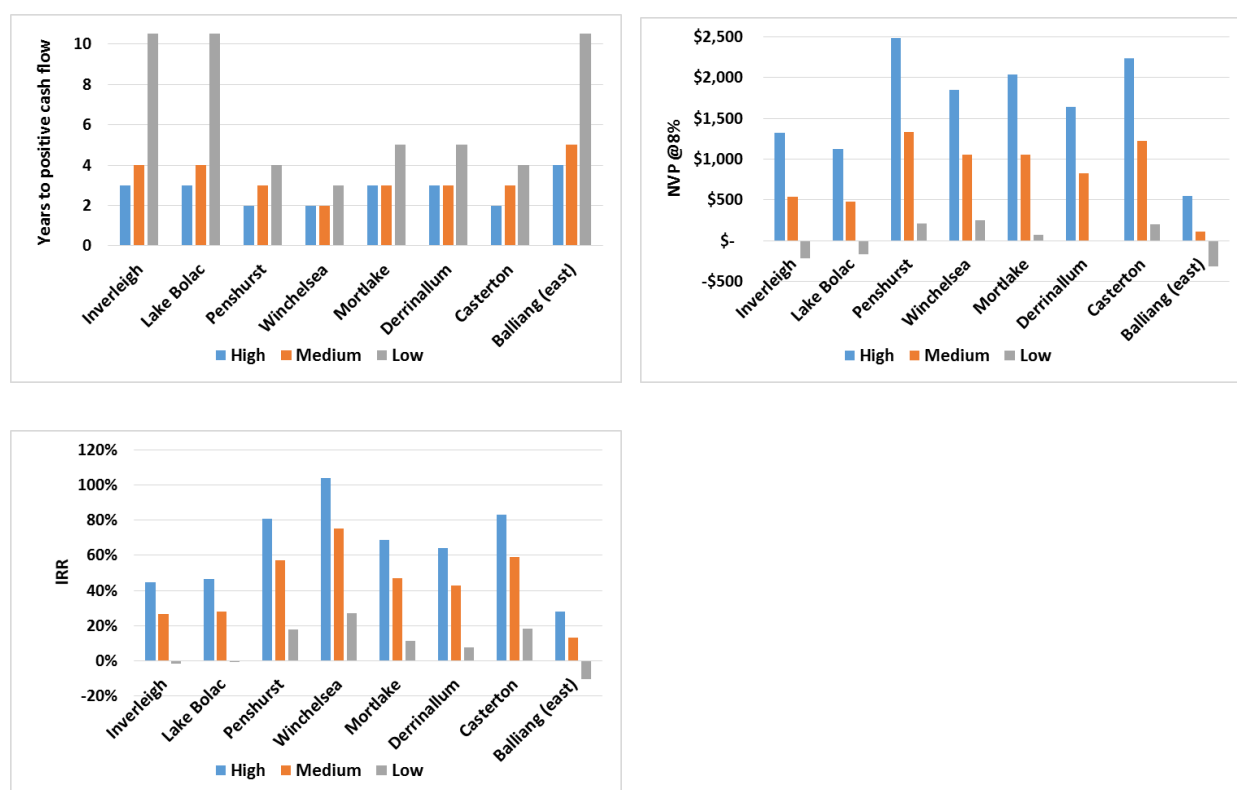 Years to positive cash flow
10
8
6
4
2
0
Inverleigh
Lake Bolac
Penshurst
Winchelsea
Mortlake
Derrinallum
Casterton
Balliang (east)
High Medium Low
NVP @8%
$2,500
$2,000
$1,500
$1,000
$500
$-
-$500
Inverleigh
Lake Bolac
Penshurst
Winchelsea
Mortlake
Derrinallum
Casterton
Balliang (east)
High Medium Low
IRR
120%
100%
80%
60%
40%
20%
0%
-20%
Inverleigh
Lake Bolac
Penshurst
Winchelsea
Mortlake
Derrinallum
Casterton
Balliang (east)
High Medium Low